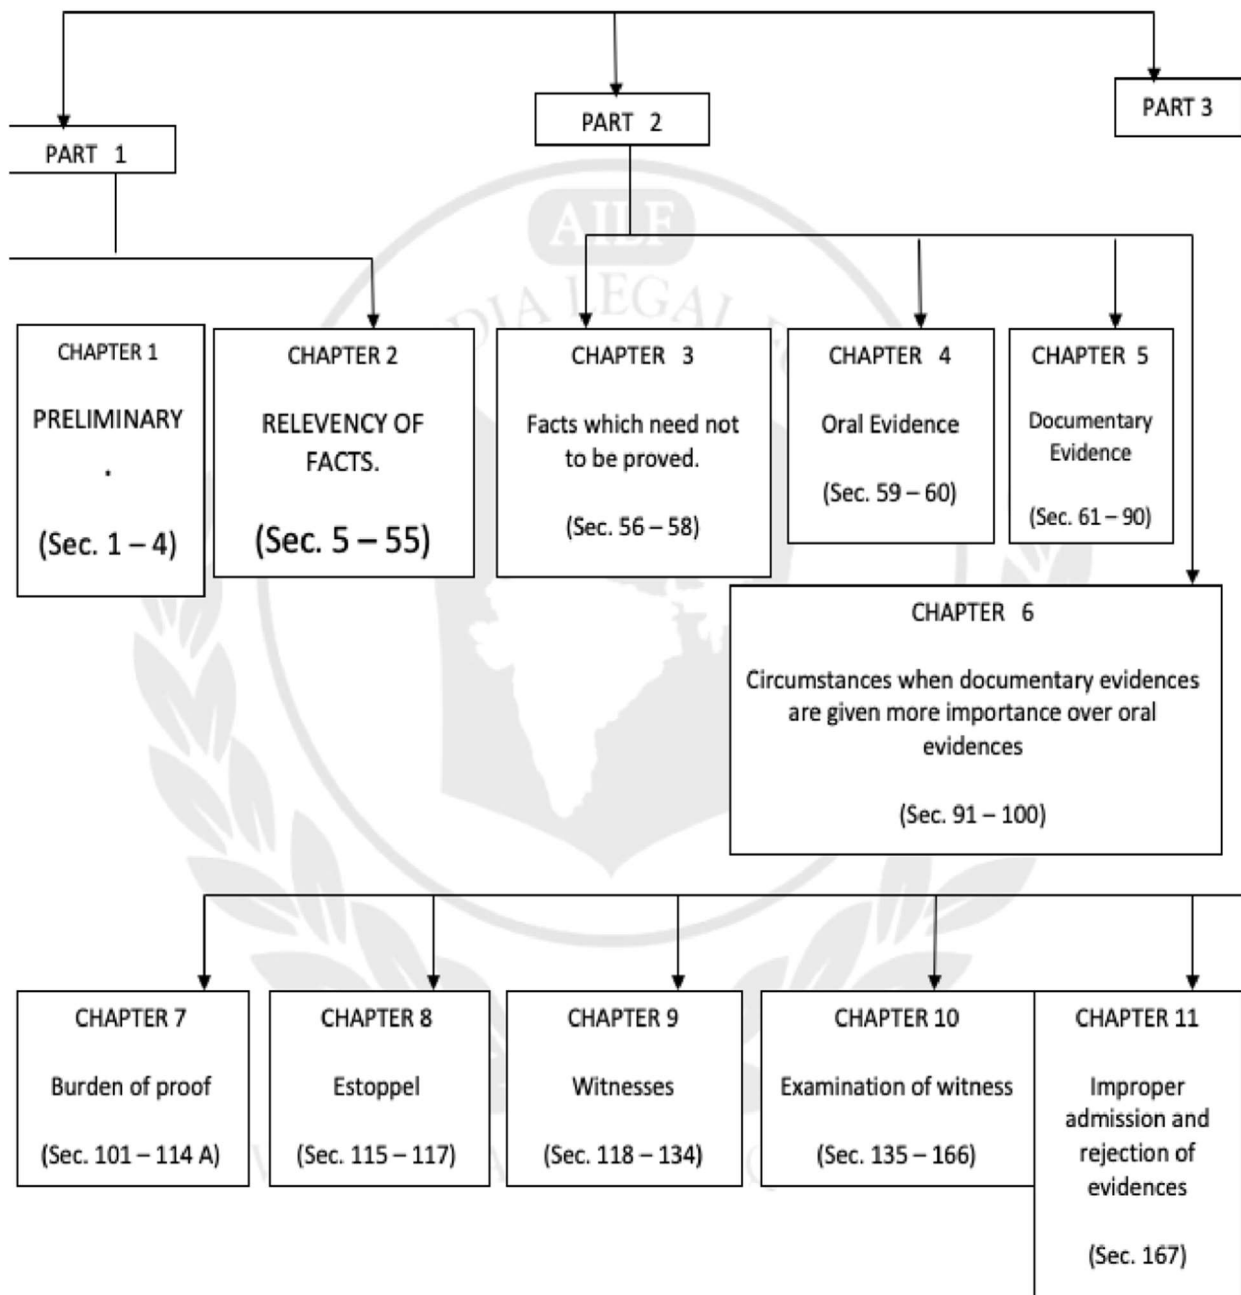 PART 1
PART 2
PART 3
CHAPTER 1
PRELIMINARY
.
(Sec. 1 – 4)
CHAPTER 2
RELEVENCY OF
FACTS.
(Sec. 5 – 55)
CHAPTER 3
Facts which need not
to be proved.
(Sec. 56 – 58)
CHAPTER 4
Oral Evidence
(Sec. 59 – 60)
CHAPTER 5
Documentary
Evidence
(Sec. 61 – 90)
CHAPTER 6
Circumstances when documentary evidences
are given more importance over oral
evidences
(Sec. 91 – 100)
CHAPTER 7
Burden of proof
(Sec. 101 – 114 A)
CHAPTER 8
Estoppel
(Sec. 115 – 117)
CHAPTER 9
Witnesses
(Sec. 118 – 134)
CHAPTER 10
Examination of witness
(Sec. 135 – 166)
CHAPTER 11
Improper
admission and
rejection of
evidences
(Sec. 167)
AILF
LEGAL